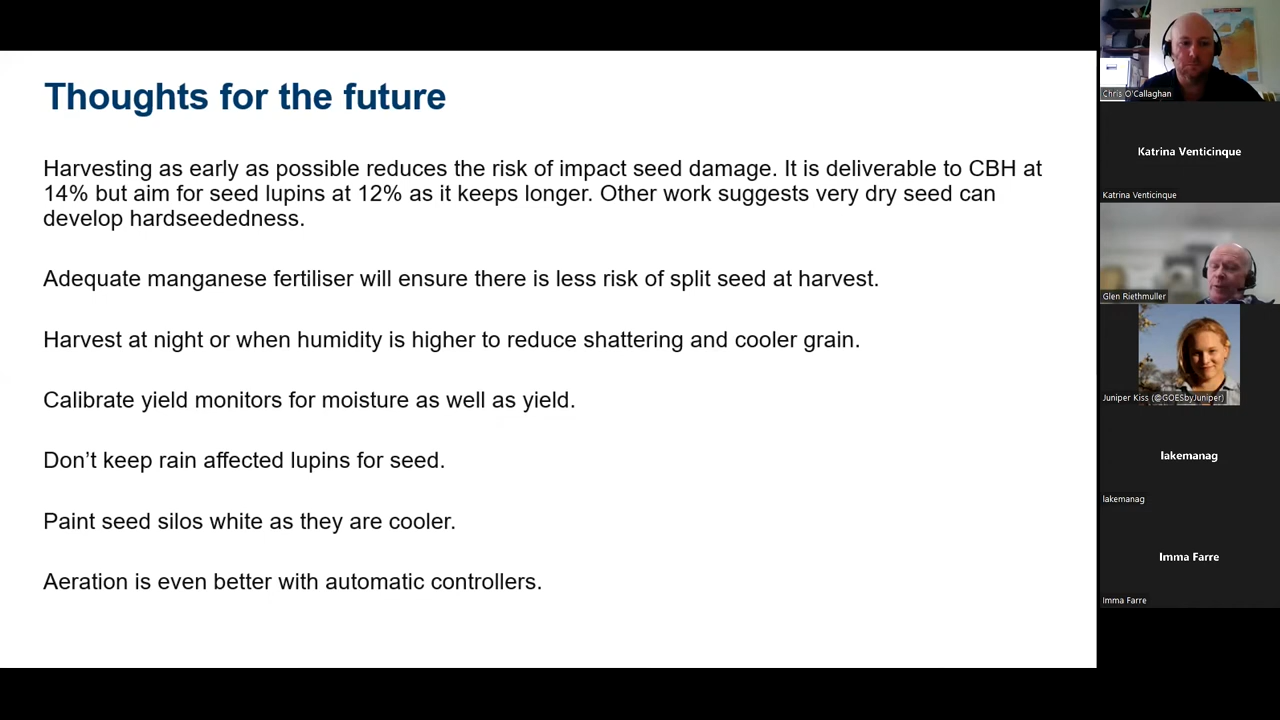 Thoughts for the future
Harvesting as early as possible reduces the risk of impact seed damage. It is deliverable to CBH at
14% but aim for seed lupins at 12% as it keeps longer. Other work suggests very dry seed can
develop hardseededness.
Adequate manganese fertiliser will ensure there is less risk of split seed at harvest.
Harvest at night or when humidity is higher to reduce shattering and cooler grain.
Calibrate yield monitors for moisture as well as yield.
Don’t keep rain affected lupins for seed.
Paint seed silos white as they are cooler.
Aeration is even better with automatic controllers.
Chris O'Callaghan
Katrina Venticinque
Katrina Venticinque
Glen Riethmuller
Juniper Kiss (@GOESbyJuniper)
lakemanag
lakemanag
Imma Farre
Imma Farre